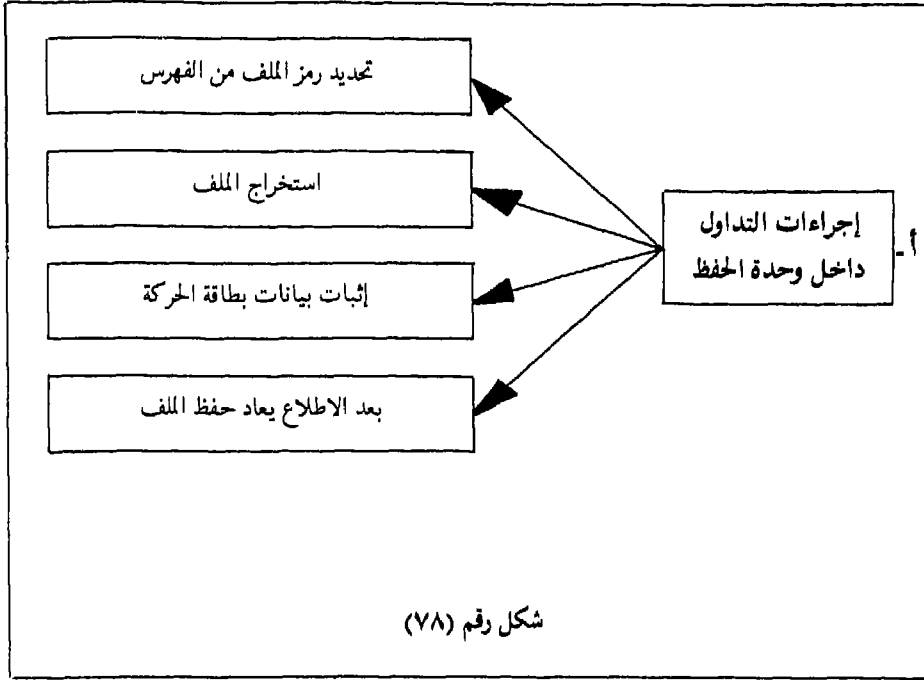 أ ـ
إجراءات التداول
داخل وحدة الحفظ
تحديد رمز الملف من الفهرس
استخراج الملف
إثبات بيانات بطاقة الحركة
بعد الاطلاع يعاد حفظ الملف
شكل رقم (٧٨)